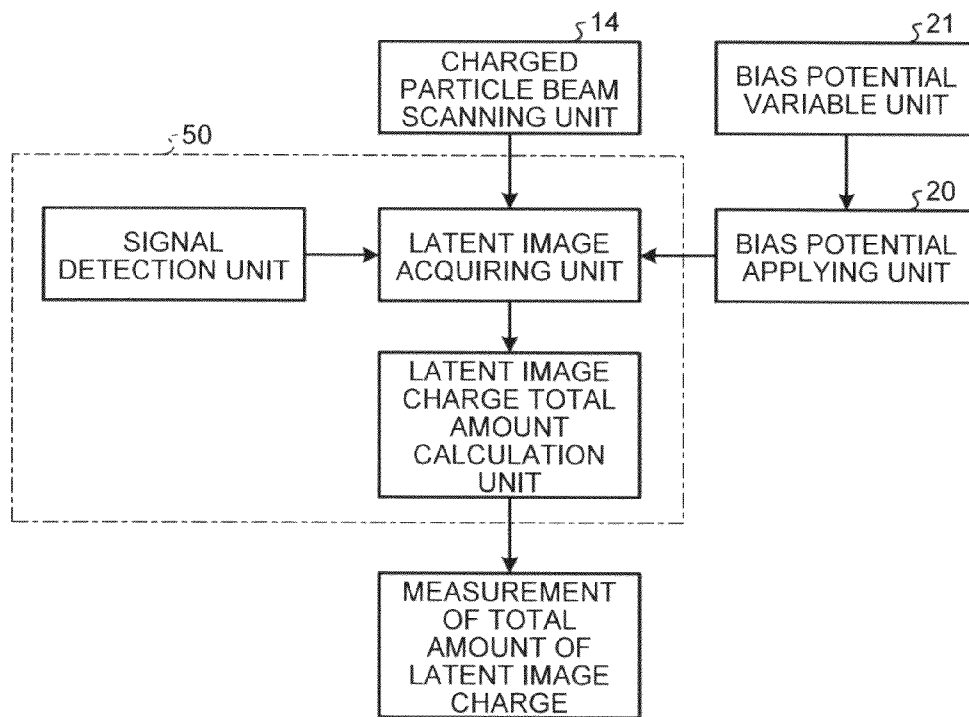 14
CHARGED
PARTICLE BEAM
SCANNING UNIT
21
BIAS POTENTIAL
VARIABLE UNIT
50
SIGNAL
DETECTION UNIT
LATENT IMAGE
ACQUIRING UNIT
20
BIAS POTENTIAL
APPLYING UNIT
LATENT IMAGE
CHARGE TOTAL
AMOUNT
CALCULATION
UNIT
MEASUREMENT
OF TOTAL
AMOUNT OF
LATENT IMAGE
CHARGE